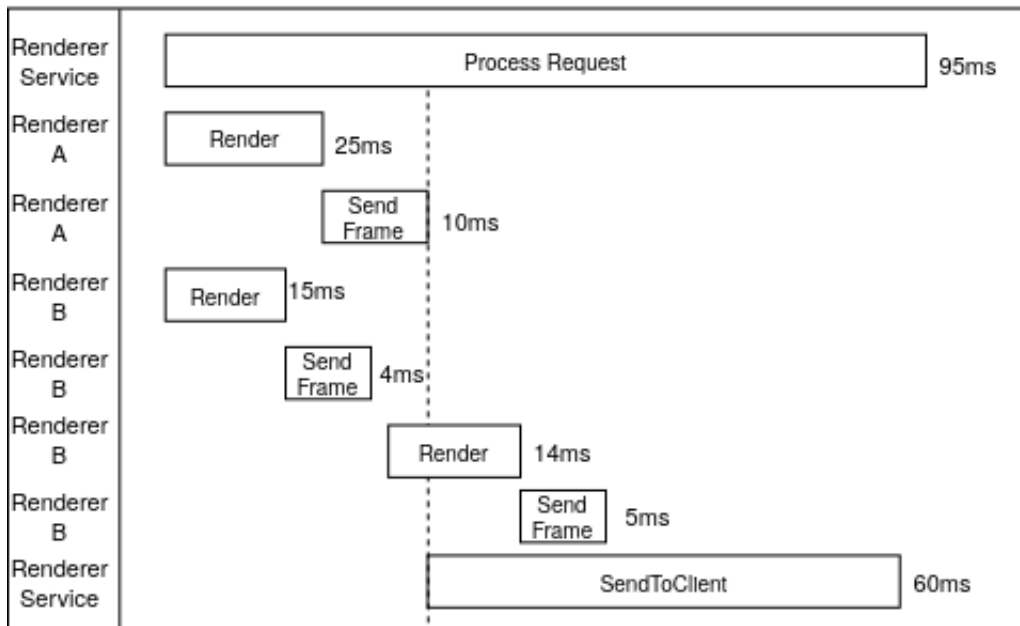 Renderer
Service
Process Request
95ms
Renderer
A
Render
25ms
Renderer
A
Send
Frame
10ms
Renderer
B
Render
15ms
Renderer
B
Send
Frame
4ms
Renderer
B
Render
14ms
Renderer
B
Send
Frame
5ms
Renderer
Service
SendToClient
60ms